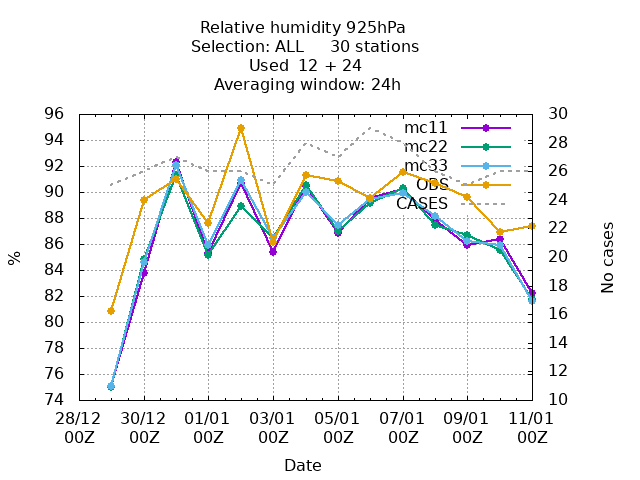 Relative humidity 925hPa
Selection: ALL 30 stations
Used 12 + 24
Averaging window: 24h
96 30
94 mc11 28
mc22
92 mc33 26
90 OBS 24
CASES
88 22
86
84 20
82 18
80 16
78 14
76 12
74 10
%
No cases
28/12 30/12 01/01 03/01 05/01 07/01 09/01 11/01
00Z 00Z 00Z 00Z 00Z 00Z 00Z 00Z
Date